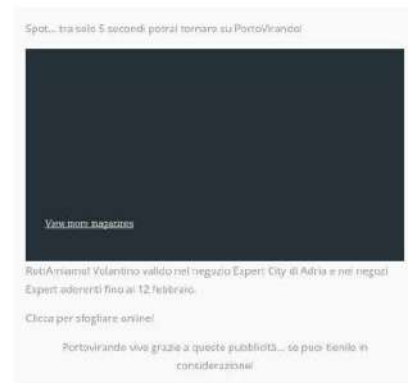 Spot... tra solo 5 secondi potrai tornare su PortoVirando!
View more magazines
RottAmiamo! Volantino valido nel negozio Expert City di Adria e nei negozi
Expert aderenti fino al 12 febbraio.
Clicca per sfogliare online!
Portovirando vive grazie a queste pubblicità... se puoi tienile in
considerazione!